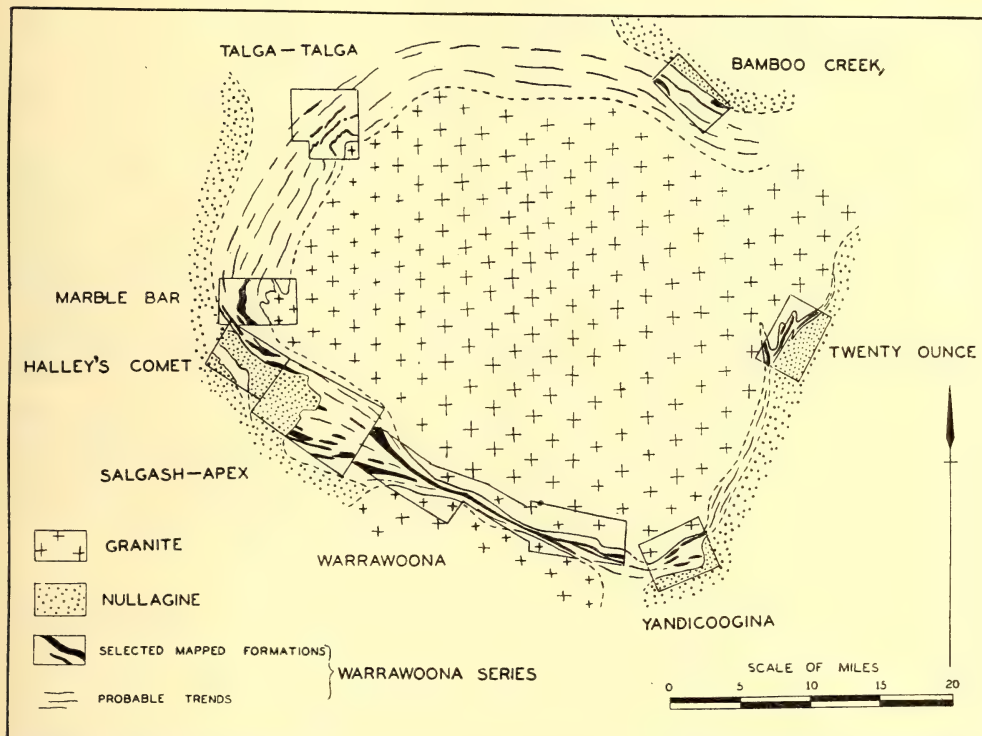 TALGA—TALGA
BAMBOO CREEK,
MARBLE BAR
HALLEY'S COMET
TWENTY OUNCE
SALGASH—APEX
WARRAWOONA
YANDICOOGINA
GRANITE
NULLAGINE
SELECTED MAPPED FORMATIONS
WARRAWOONA SERIES
PROBABLE TRENDS
SCALE OF MILES
0 5 10 15 20